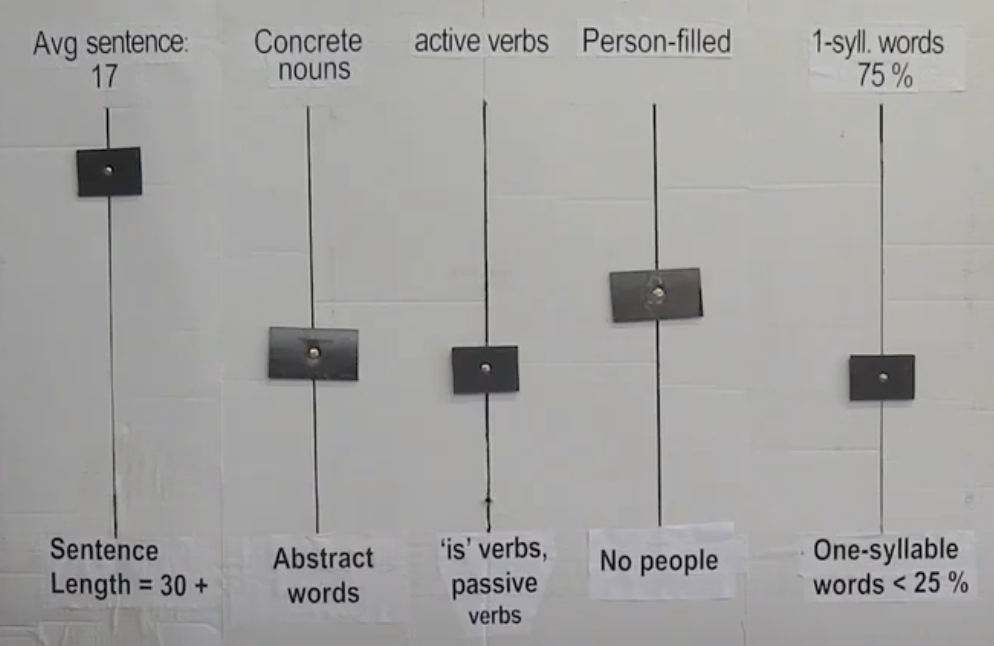 Avg sentence:
17
Concrete
nouns
active verbs
Person-filled
1-syll. words
75 %
Sentence
Length = 30 +
Abstract
words
‘is’ verbs,
passive
verbs
No people
One-syllable
words < 25 %